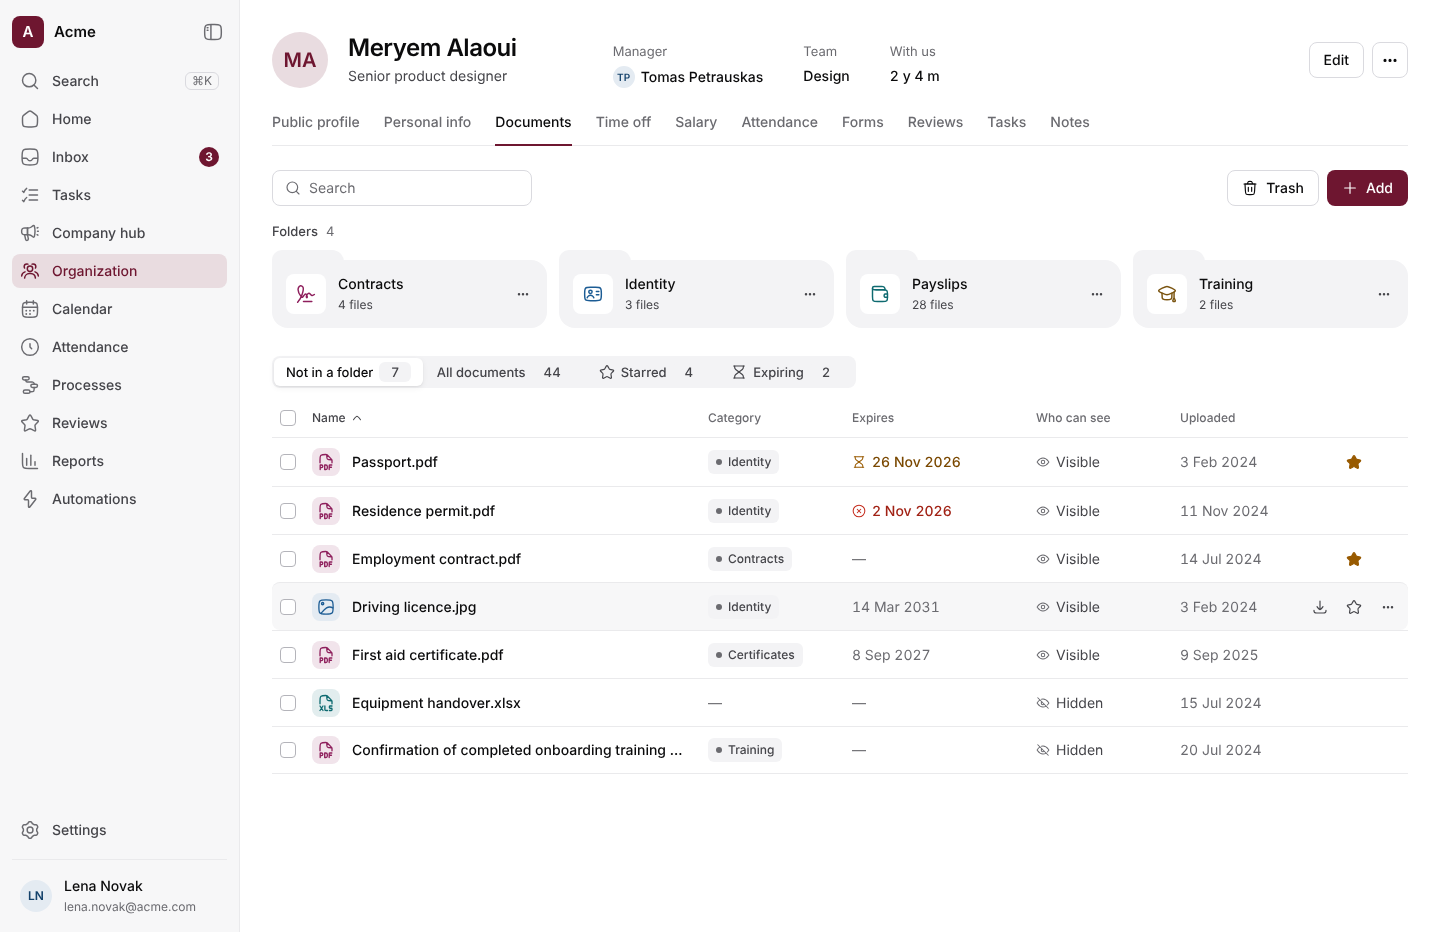 A Acme
Search ⌘K
Home
Inbox 3
Tasks
Company hub
Organization
Calendar
Attendance
Processes
Reviews
Reports
Automations
Settings
LN Lena Novak
lena.novak@acme.com
MA Meryem Alaoui
Senior product designer
Manager
TP Tomas Petrauskas
Team
Design
With us
2 y 4 m
Edit
Public profile Personal info Documents Time off Salary Attendance Forms Reviews Tasks Notes
Search
Trash
Add
Folders 4
Contracts
4 files
Identity
3 files
Payslips
28 files
Training
2 files
Not in a folder 7 All documents 44 Starred 4 Expiring 2
Name Category Expires Who can see Uploaded
PDF Passport.pdf Identity 26 Nov 2026 Visible 3 Feb 2024
PDF Residence permit.pdf Identity 2 Nov 2026 Visible 11 Nov 2024
PDF Employment contract.pdf Contracts — Visible 14 Jul 2024
Driving licence.jpg Identity 14 Mar 2031 Visible 3 Feb 2024
PDF First aid certificate.pdf Certificates 8 Sep 2027 Visible 9 Sep 2025
XLS Equipment handover.xlsx — — Hidden 15 Jul 2024
PDF Confirmation of completed onboarding training ... Training — Hidden 20 Jul 2024